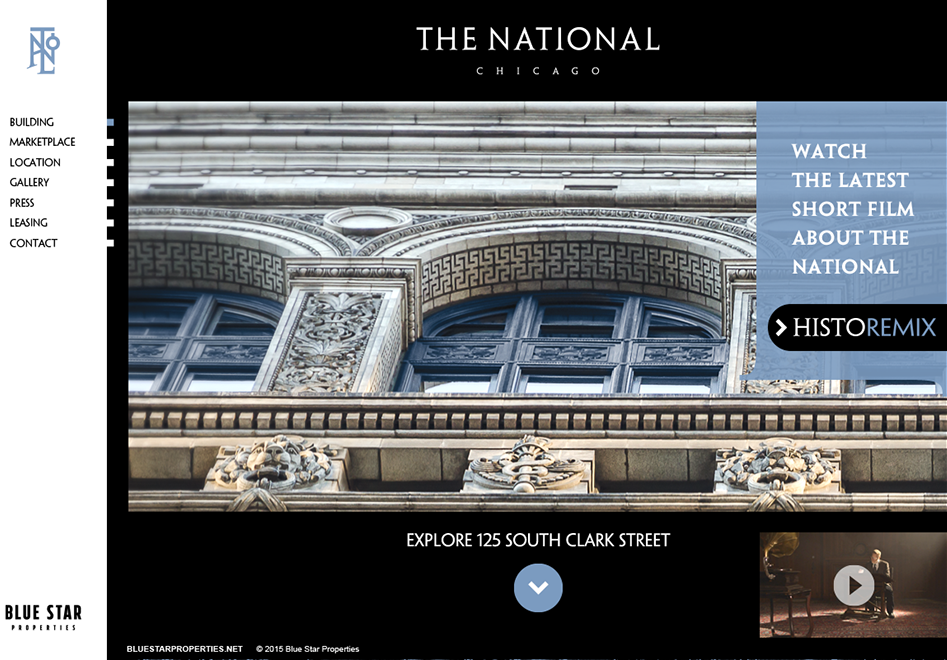 THE NATIONAL
CHICAGO
BUILDING
MARKETPLACE
LOCATION
GALLERY
PRESS
LEASING
CONTACT
WATCH
THE LATEST
SHORT FILM
ABOUT THE
NATIONAL
HISTOREMIX
EXPLORE 125 SOUTH CLARK STREET
BLUE STAR
PROPERTIES
BLUESTARPROPERTIES.NET © 2015 Blue Star Properties